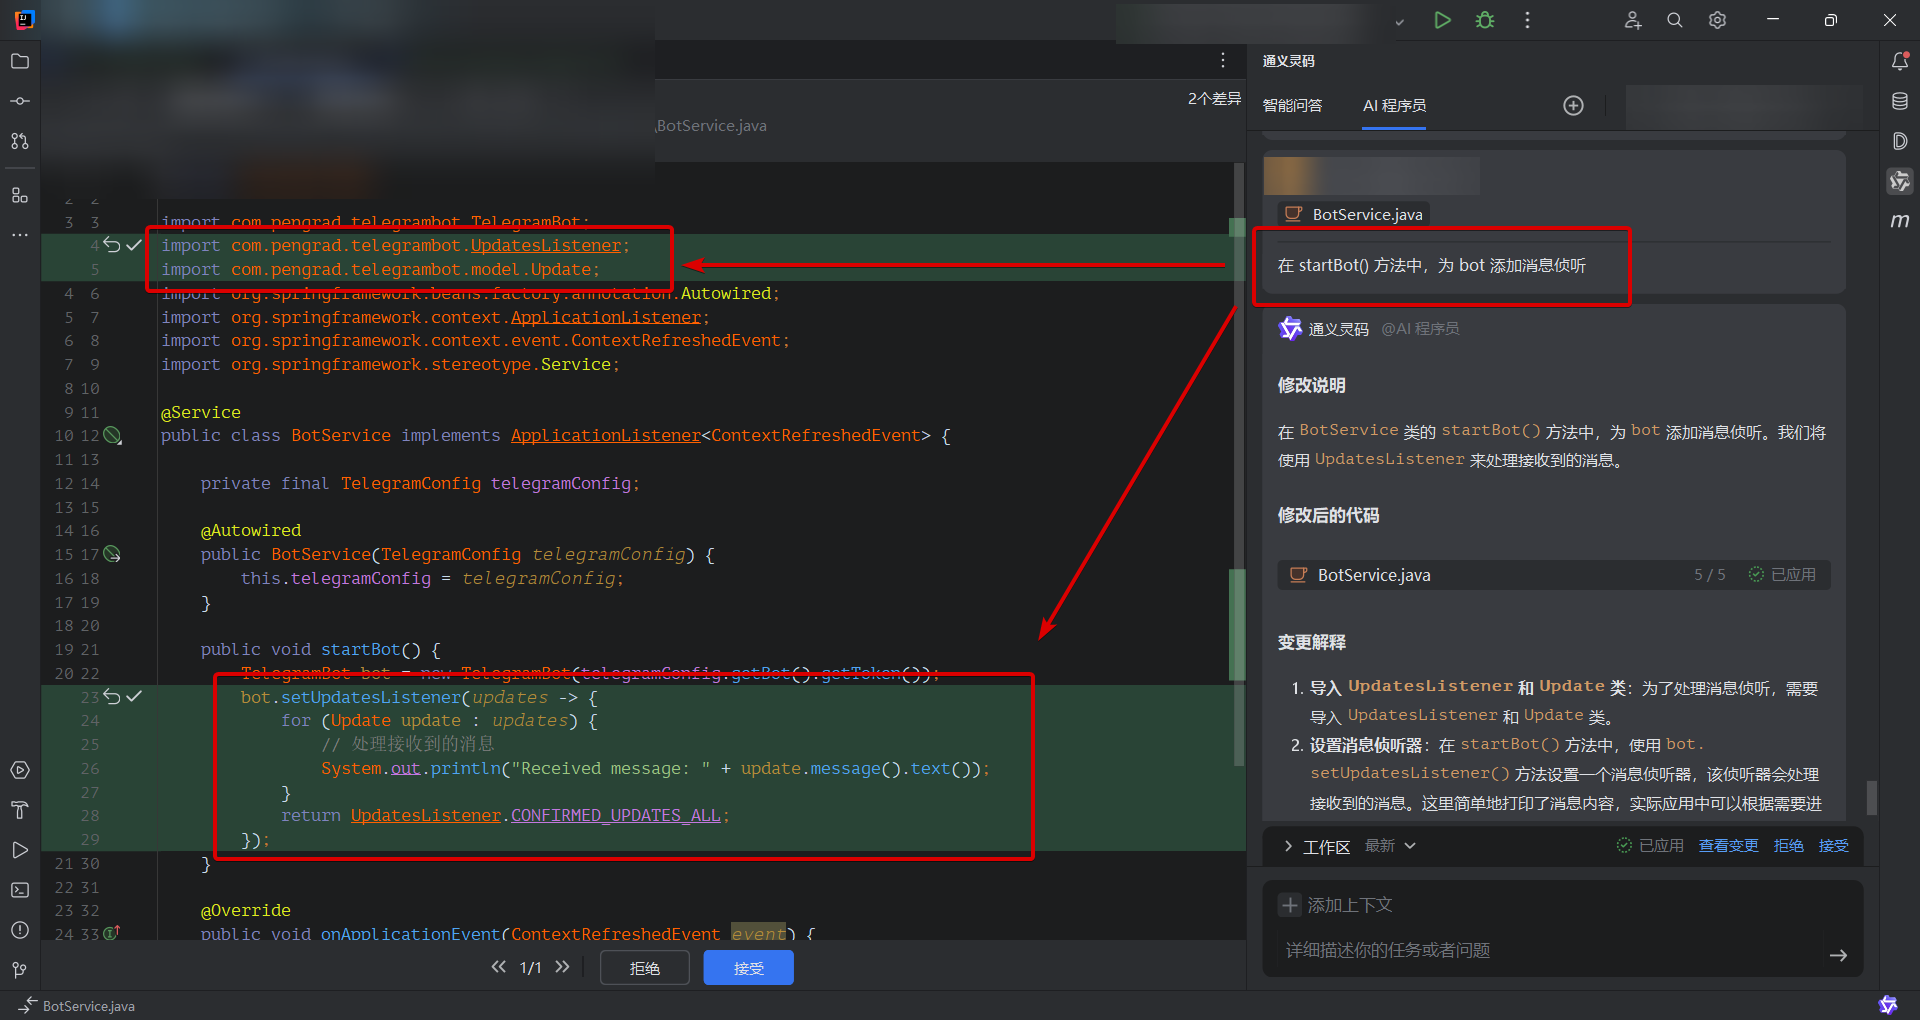 2个差异
\BotService.java
2 2
3 3 import com.pengrad.telegrambot.TelegramBot;
4 import com.pengrad.telegrambot.UpdatesListener;
5 import com.pengrad.telegrambot.model.Update;
4 6 import org.springframework.beans.factory.annotation.Autowired;
5 7 import org.springframework.context.ApplicationListener;
6 8 import org.springframework.context.event.ContextRefreshedEvent;
7 9 import org.springframework.stereotype.Service;
8 10
9 11 @Service
10 12 public class BotService implements ApplicationListener<ContextRefreshedEvent> {
11 13
12 14 private final TelegramConfig telegramConfig;
13 15
14 16 @Autowired
15 17 public BotService(TelegramConfig telegramConfig) {
16 18 this.telegramConfig = telegramConfig;
17 19 }
18 20
19 21 public void startBot() {
20 22 TelegramBot bot = new TelegramBot(telegramConfig.getBot().getToken());
23 bot.setUpdatesListener(updates -> {
24 for (Update update : updates) {
25 // 处理接收到的消息
26 System.out.println("Received message: " + update.message().text());
27 }
28 return UpdatesListener.CONFIRMED_UPDATES_ALL;
29 });
21 30 }
22 31
23 32 @Override
24 33 public void onApplicationEvent(ContextRefreshedEvent event) {
1/1
拒绝
接受
BotService.java
通义灵码
智能问答 AI 程序员
BotService.java
在 startBot() 方法中，为 bot 添加消息侦听
通义灵码 @AI 程序员
修改说明
在 BotService 类的 startBot() 方法中，为 bot 添加消息侦听。我们将
使用 UpdatesListener 来处理接收到的消息。
修改后的代码
BotService.java 5 / 5 已应用
变更解释
1. 导入 UpdatesListener 和 Update 类：为了处理消息侦听，需要
导入 UpdatesListener 和 Update 类。
2. 设置消息侦听器：在 startBot() 方法中，使用 bot.
setUpdatesListener() 方法设置一个消息侦听器，该侦听器会处理
接收到的消息。这里简单地打印了消息内容，实际应用中可以根据需要进
工作区 最新 已应用 查看变更 拒绝 接受
添加上下文
详细描述你的任务或者问题